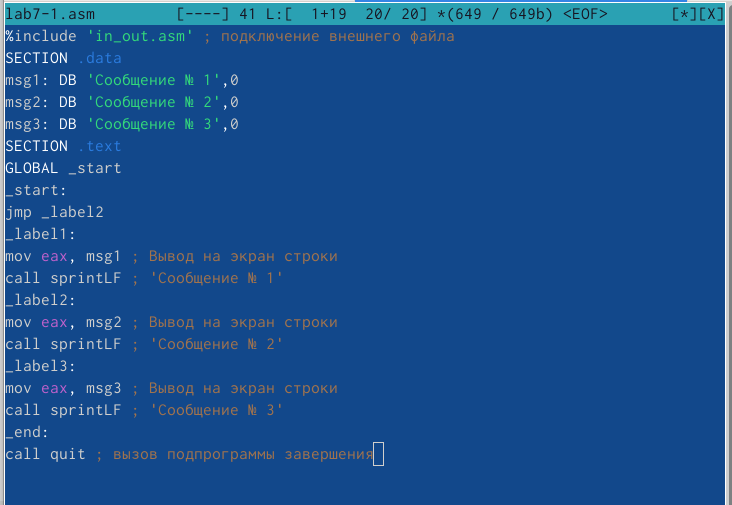 lab7-1.asm [----] 41 L:[ 1+19 20/ 20] *(649 / 649b) <EOF> [*][X]
%include 'in_out.asm' ; подключение внешнего файла
SECTION .data
msg1: DB 'Сообщение № 1',0
msg2: DB 'Сообщение № 2',0
msg3: DB 'Сообщение № 3',0
SECTION .text
GLOBAL _start
_start:
jmp _label2
_label1:
mov eax, msg1 ; Вывод на экран строки
call sprintLF ; 'Сообщение № 1'
_label2:
mov eax, msg2 ; Вывод на экран строки
call sprintLF ; 'Сообщение № 2'
_label3:
mov eax, msg3 ; Вывод на экран строки
call sprintLF ; 'Сообщение № 3'
_end:
call quit ; вызов подпрограммы завершения